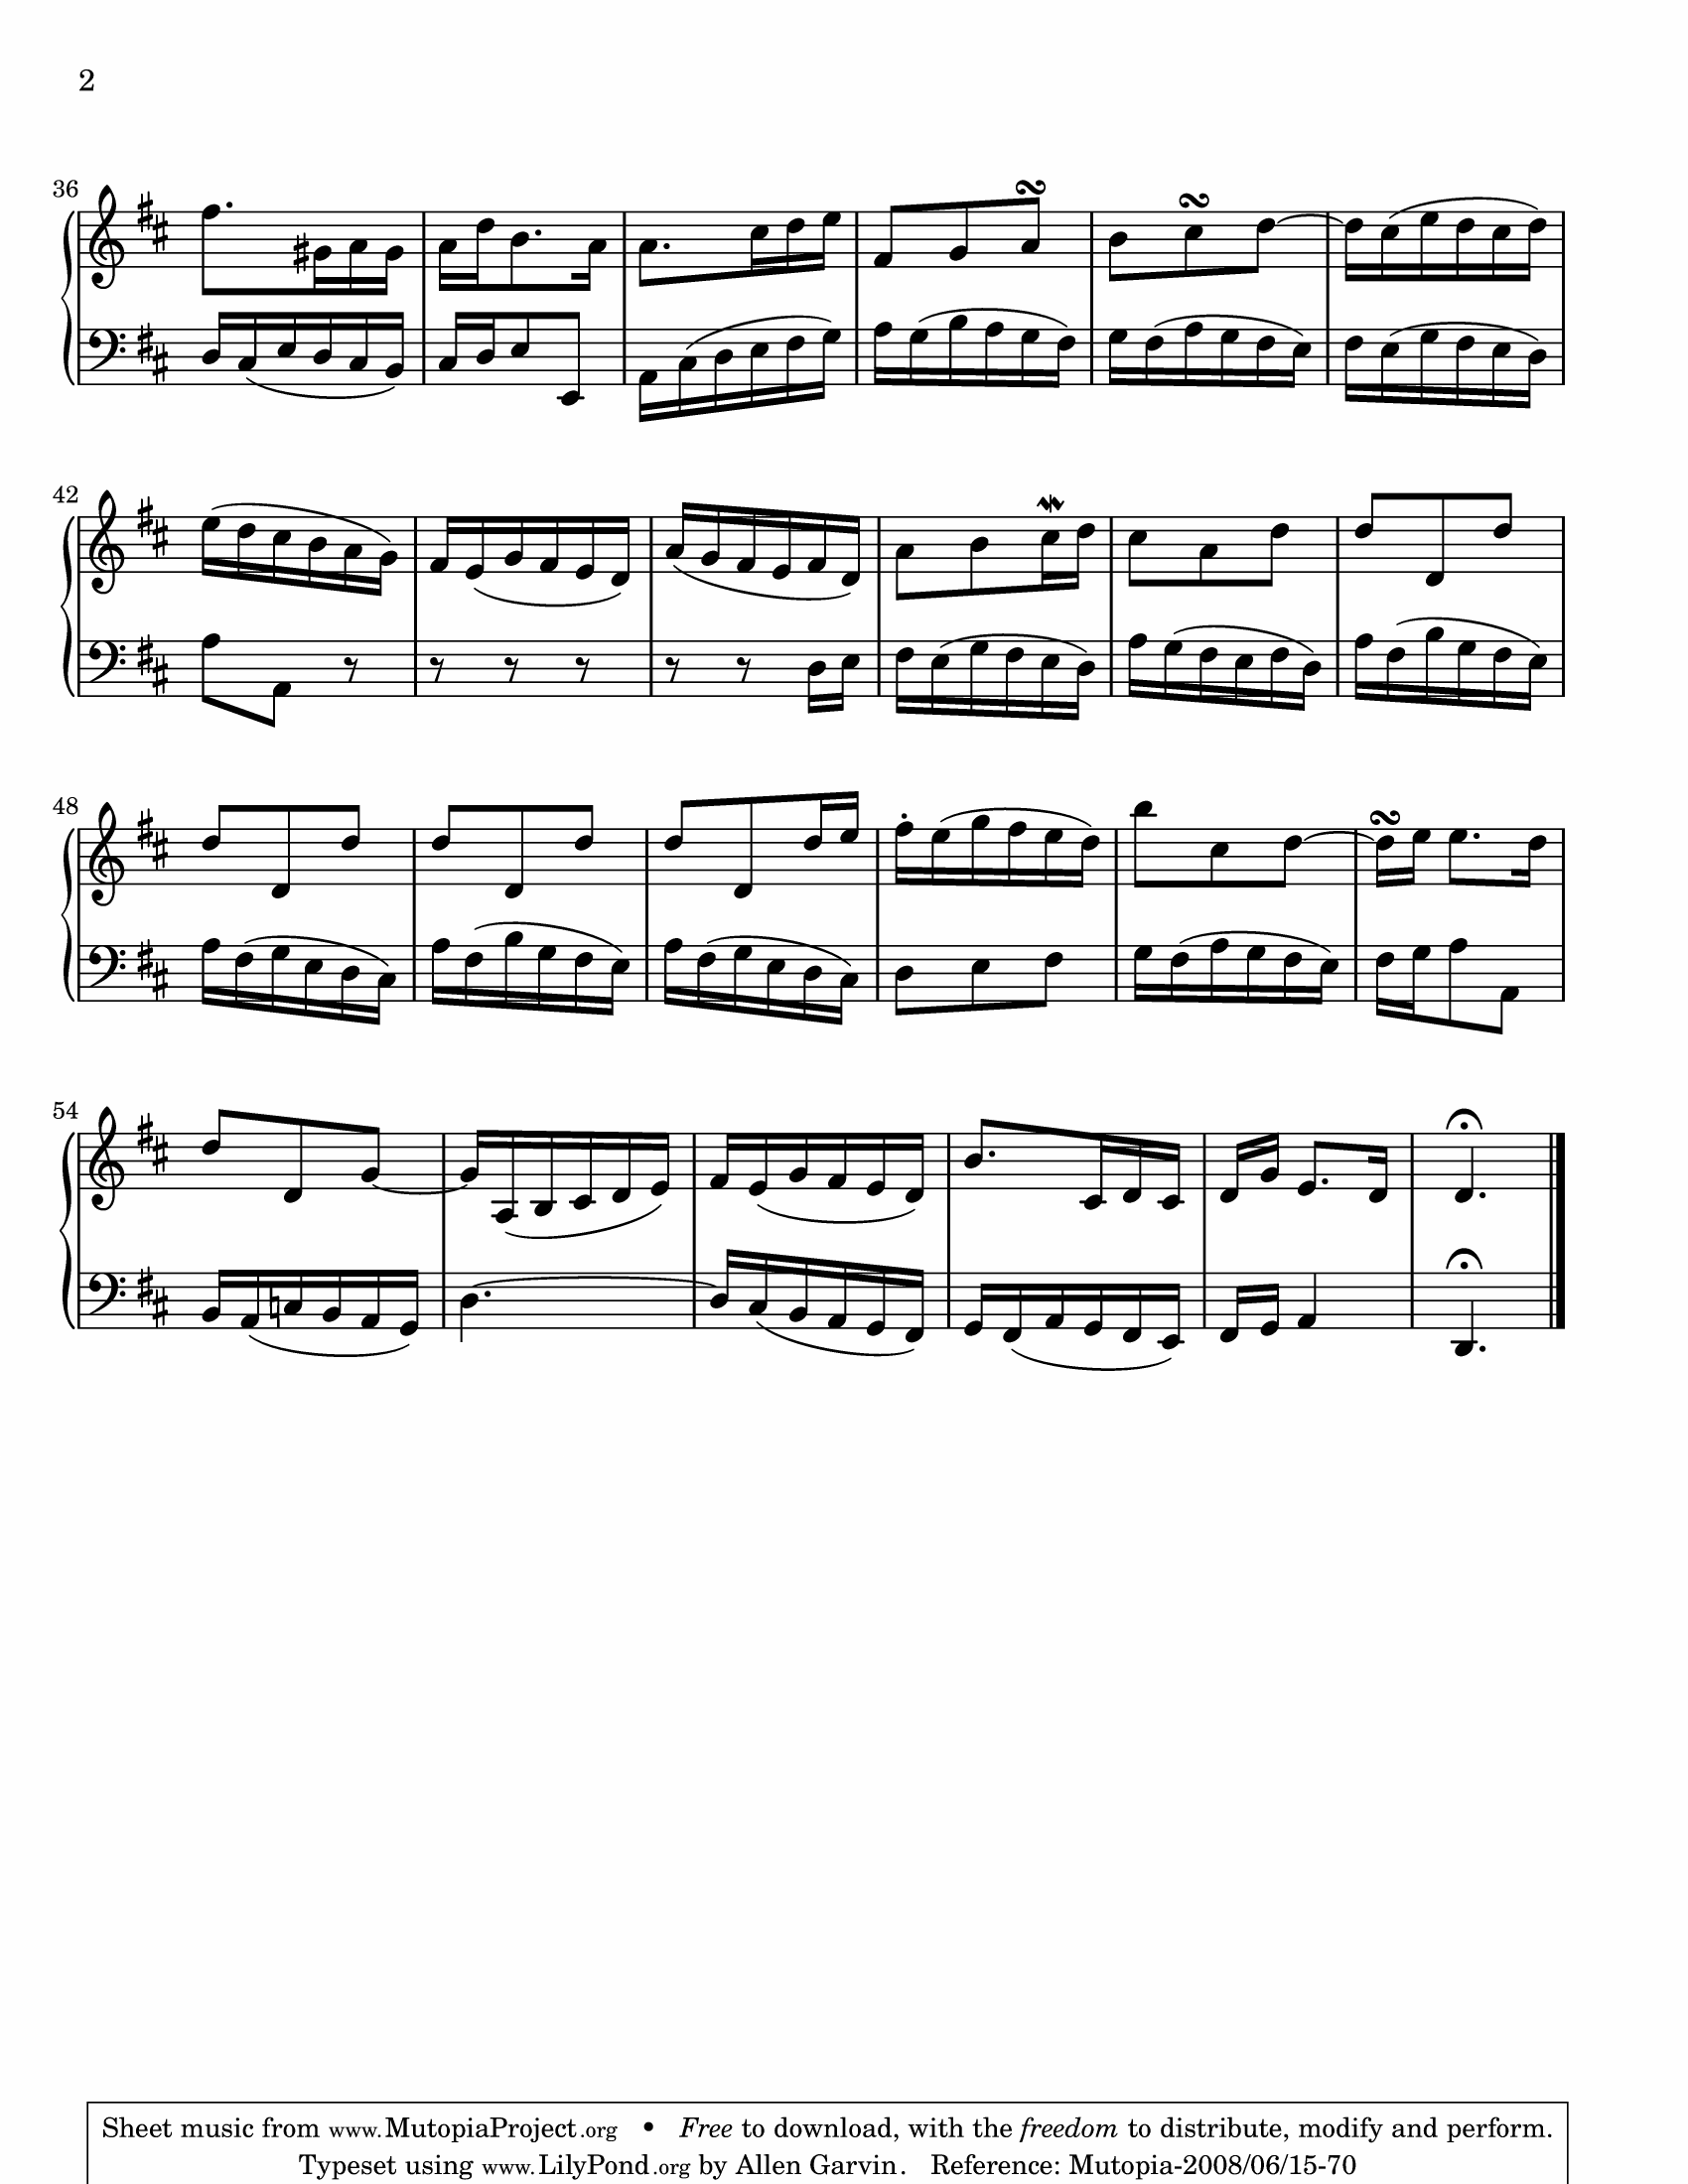 2
36
42
48
54
Sheet music from www.MutopiaProject.org • Free to download, with the freedom to distribute, modify and perform.
Typeset using www.LilyPond.org by Allen Garvin. Reference: Mutopia-2008/06/15-70